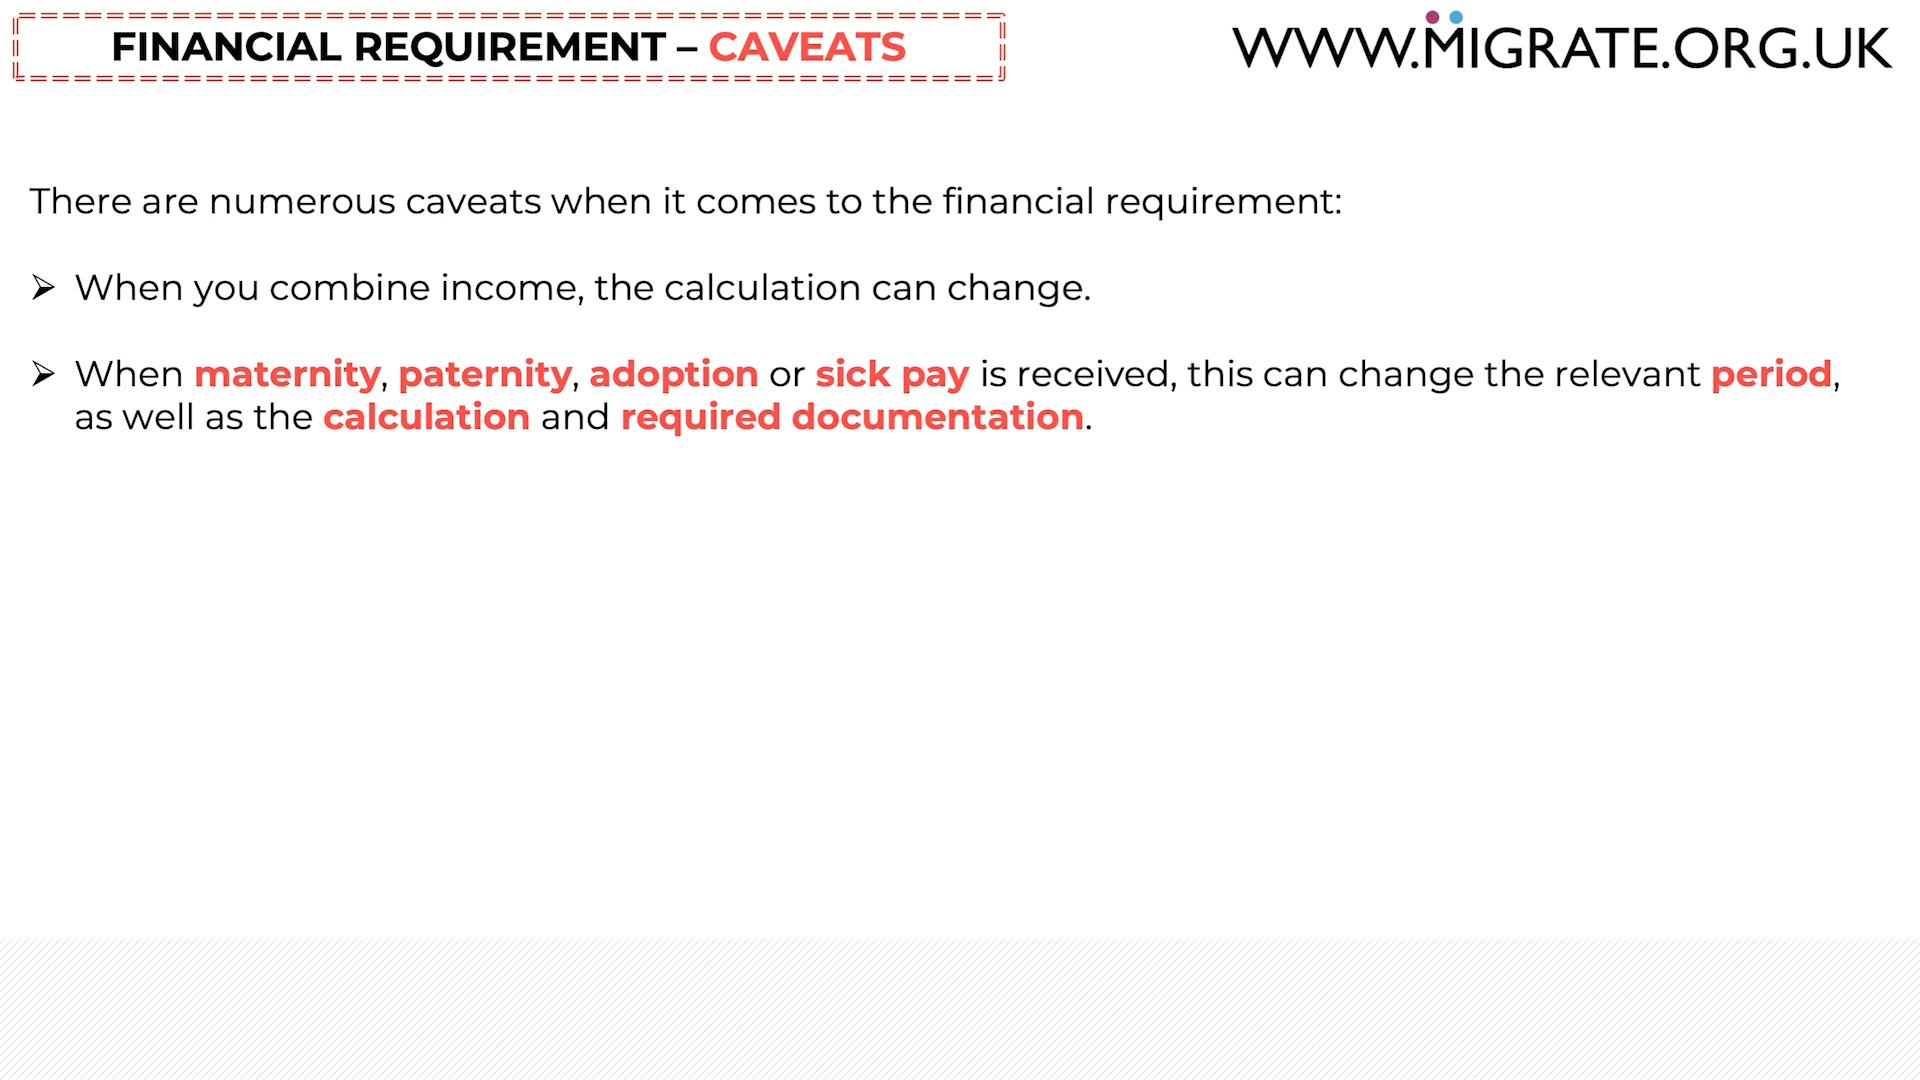 FINANCIAL REQUIREMENT – CAVEATS
WWW.MIGRATE.ORG.UK
There are numerous caveats when it comes to the financial requirement:
➢ When you combine income, the calculation can change.
➢ When maternity, paternity, adoption or sick pay is received, this can change the relevant period,
as well as the calculation and required documentation.